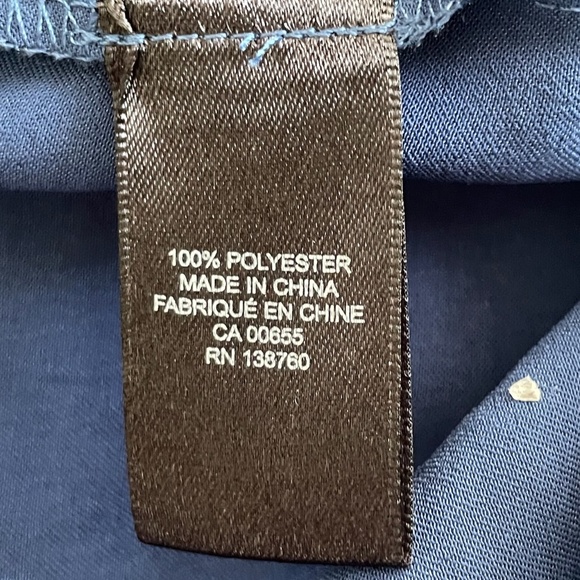 100% POLYESTER
MADE IN CHINA
FABRIQUÉ EN CHINE
CA 00655
RN 138760